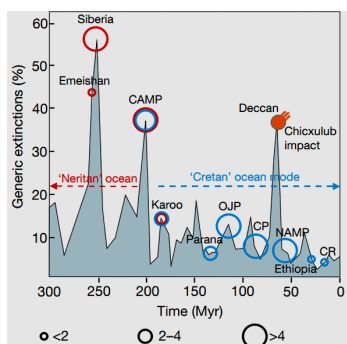 Siberia
Emeishan
CAMP
Deccan
Chicxulub
impact
'Neritan' ocean
'Cretan' ocean mode
Karoo
OJP
Parana
CP
NAMP
Ethiopia
CR
Generic extinctions (%)
60
50
40
30
20
10
300 250 200 150 100 50 0
Time (Myr)
<2 2–4 >4